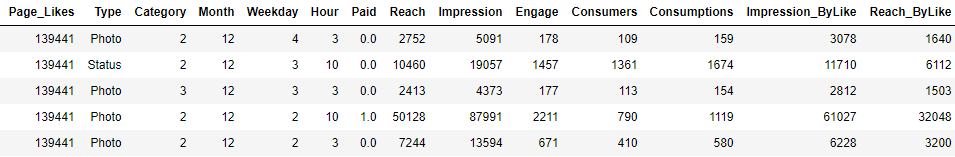 Page_Likes Type Category Month Weekday Hour Paid Reach Impression Engage Consumers Consumptions Impression_ByLike Reach_ByLike
139441 Photo 2 12 4 3 0.0 2752 5091 178 109 159 3078 1640
139441 Status 2 12 3 10 0.0 10460 19057 1457 1361 1674 11710 6112
139441 Photo 3 12 3 3 0.0 2413 4373 177 113 154 2812 1503
139441 Photo 2 12 2 10 1.0 50128 87991 2211 790 1119 61027 32048
139441 Photo 2 12 2 3 0.0 7244 13594 671 410 580 6228 3200